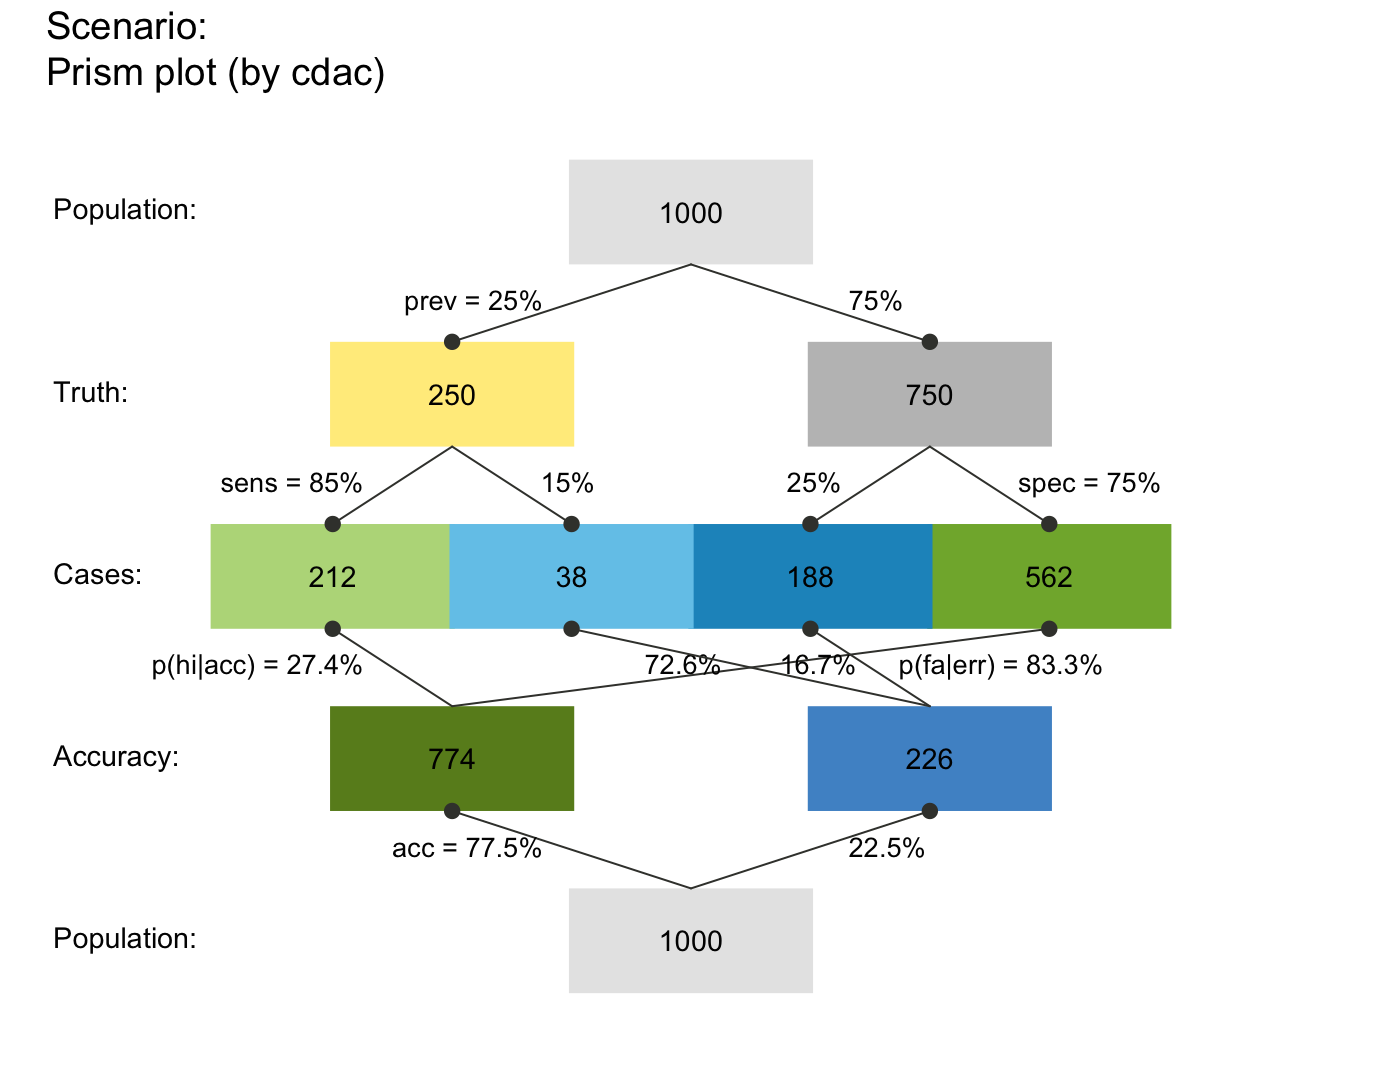 Scenario:
Prism plot (by cdac)
Population:
1000
prev = 25%
75%
Truth:
250
750
sens = 85%
15%
25%
spec = 75%
Cases:
212
38
188
562
p(hi|acc) = 27.4%
72.6%
16.7%
p(fa|err) = 83.3%
Accuracy:
774
226
acc = 77.5%
22.5%
Population:
1000